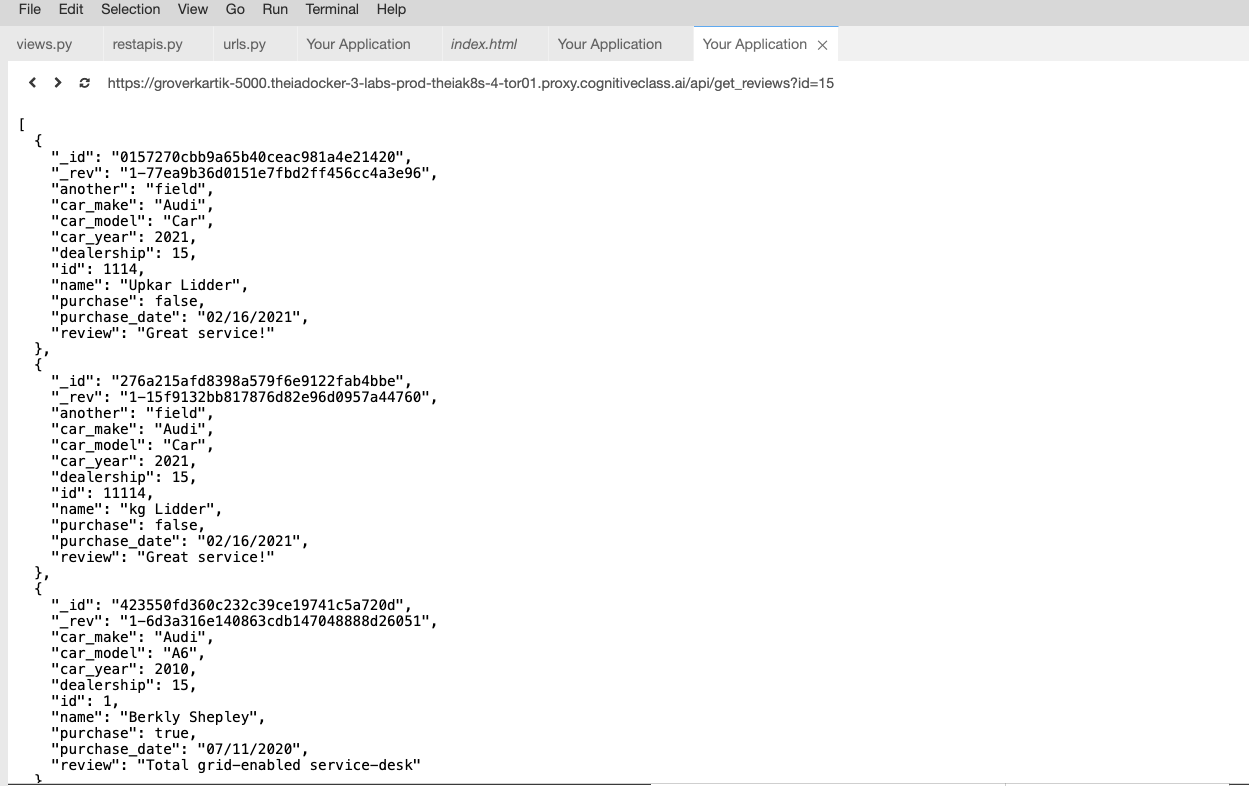 File Edit Selection View Go Run Terminal Help
views.py restapis.py urls.py Your Application index.html Your Application Your Application
https://groverkartik-5000.theiadocker-3-labs-prod-theiak8s-4-tor01.proxy.cognitiveclass.ai/api/get_reviews?id=15
[
{
"_id": "0157270cbb9a65b40ceac981a4e21420",
"_rev": "1-77ea9b36d0151e7fbd2ff456cc4a3e96",
"another": "field",
"car_make": "Audi",
"car_model": "Car",
"car_year": 2021,
"dealership": 15,
"id": 1114,
"name": "Upkar Lidder",
"purchase": false,
"purchase_date": "02/16/2021",
"review": "Great service!"
},
{
"_id": "276a215afd8398a579f6e9122fab4bbe",
"_rev": "1-15f9132bb817876d82e96d0957a44760",
"another": "field",
"car_make": "Audi",
"car_model": "Car",
"car_year": 2021,
"dealership": 15,
"id": 11114,
"name": "kg Lidder",
"purchase": false,
"purchase_date": "02/16/2021",
"review": "Great service!"
},
{
"_id": "423550fd360c232c39ce19741c5a720d",
"_rev": "1-6d3a316e140863cdb147048888d26051",
"car_make": "Audi",
"car_model": "A6",
"car_year": 2010,
"dealership": 15,
"id": 1,
"name": "Berkly Shepley",
"purchase": true,
"purchase_date": "07/11/2020",
"review": "Total grid-enabled service-desk"
}